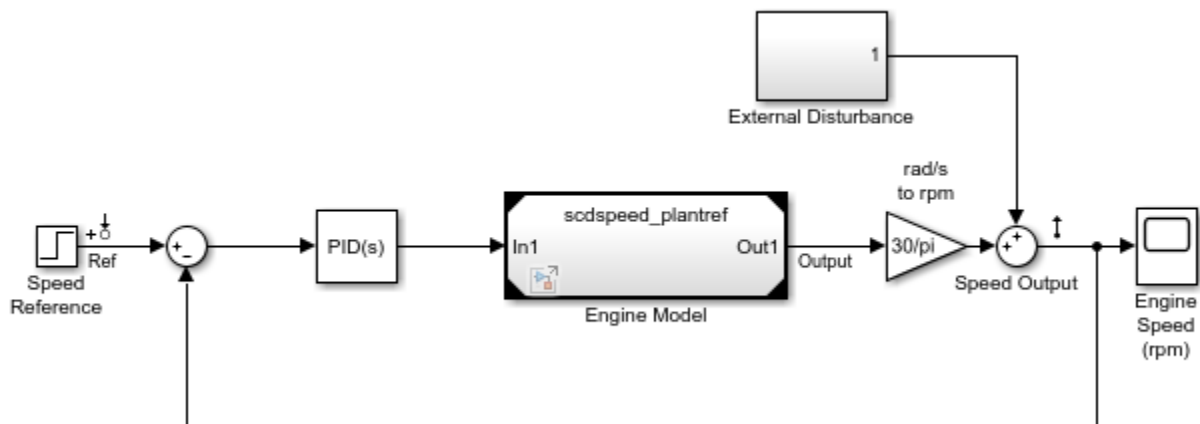 1
External Disturbance
rad/s
to rpm
scdspeed_plantref
+
Ref
+
-
PID(s)
In1
Out1
Output
30/pi
+
+
Speed
Reference
Engine Model
Speed Output
Engine
Speed
(rpm)